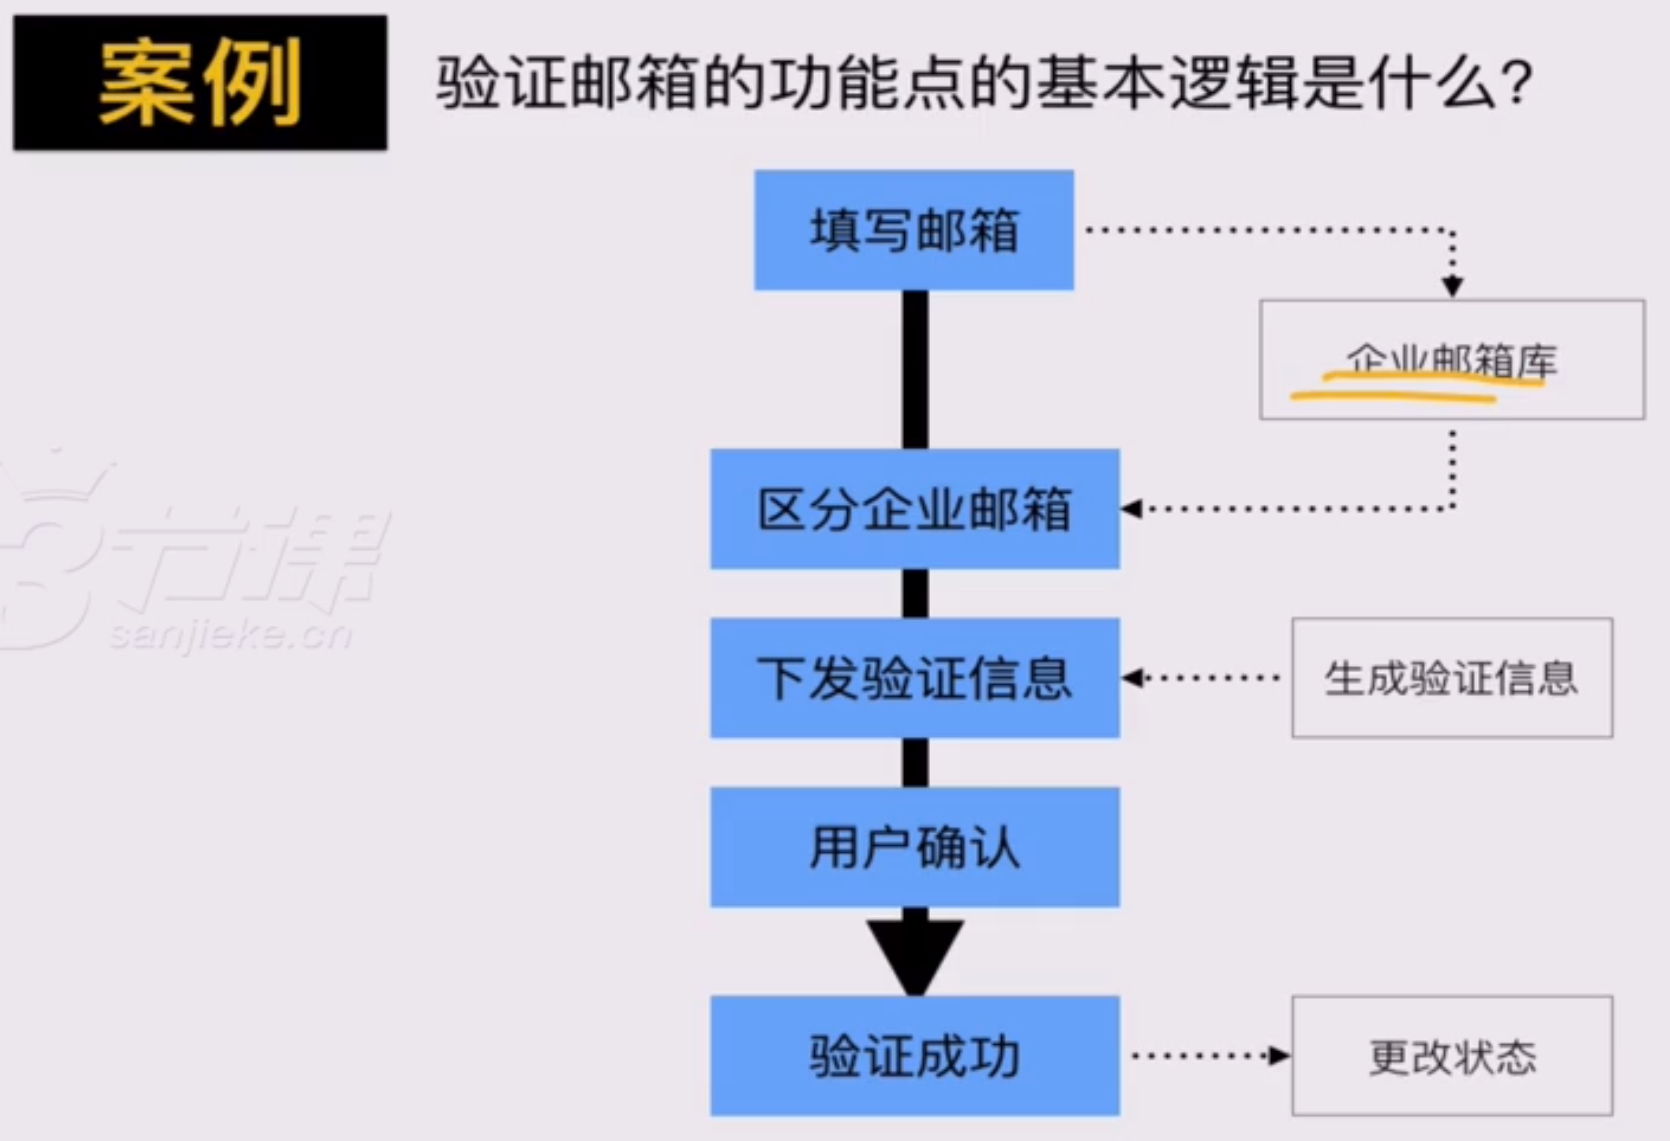 案例
验证邮箱的功能点的基本逻辑是什么?
填写邮箱
企业邮箱库
区分企业邮箱
下发验证信息
生成验证信息
用户确认
验证成功
更改状态
3节课
sanjieke.cn